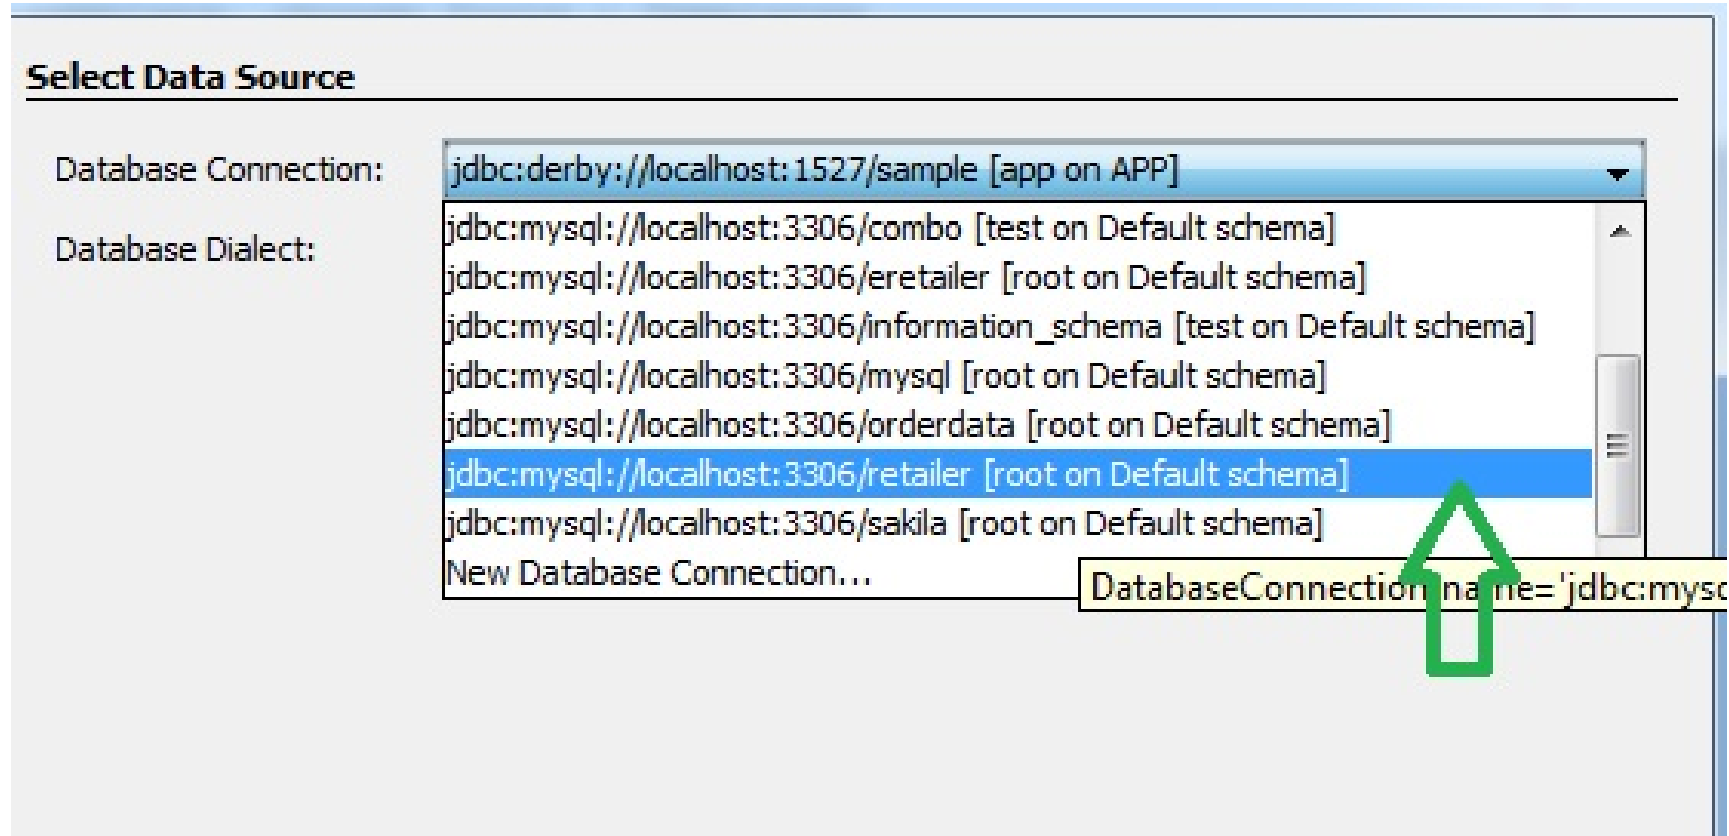 Select Data Source
Database Connection:
jdbc:derby://localhost:1527/sample [app on APP]
Database Dialect:
jdbc:mysql://localhost:3306/combo [test on Default schema]
jdbc:mysql://localhost:3306/eretailer [root on Default schema]
jdbc:mysql://localhost:3306/information_schema [test on Default schema]
jdbc:mysql://localhost:3306/mysql [root on Default schema]
jdbc:mysql://localhost:3306/orderdata [root on Default schema]
jdbc:mysql://localhost:3306/retailer [root on Default schema]
jdbc:mysql://localhost:3306/sakila [root on Default schema]
New Database Connection...
DatabaseConnection name='jdbc:mysq